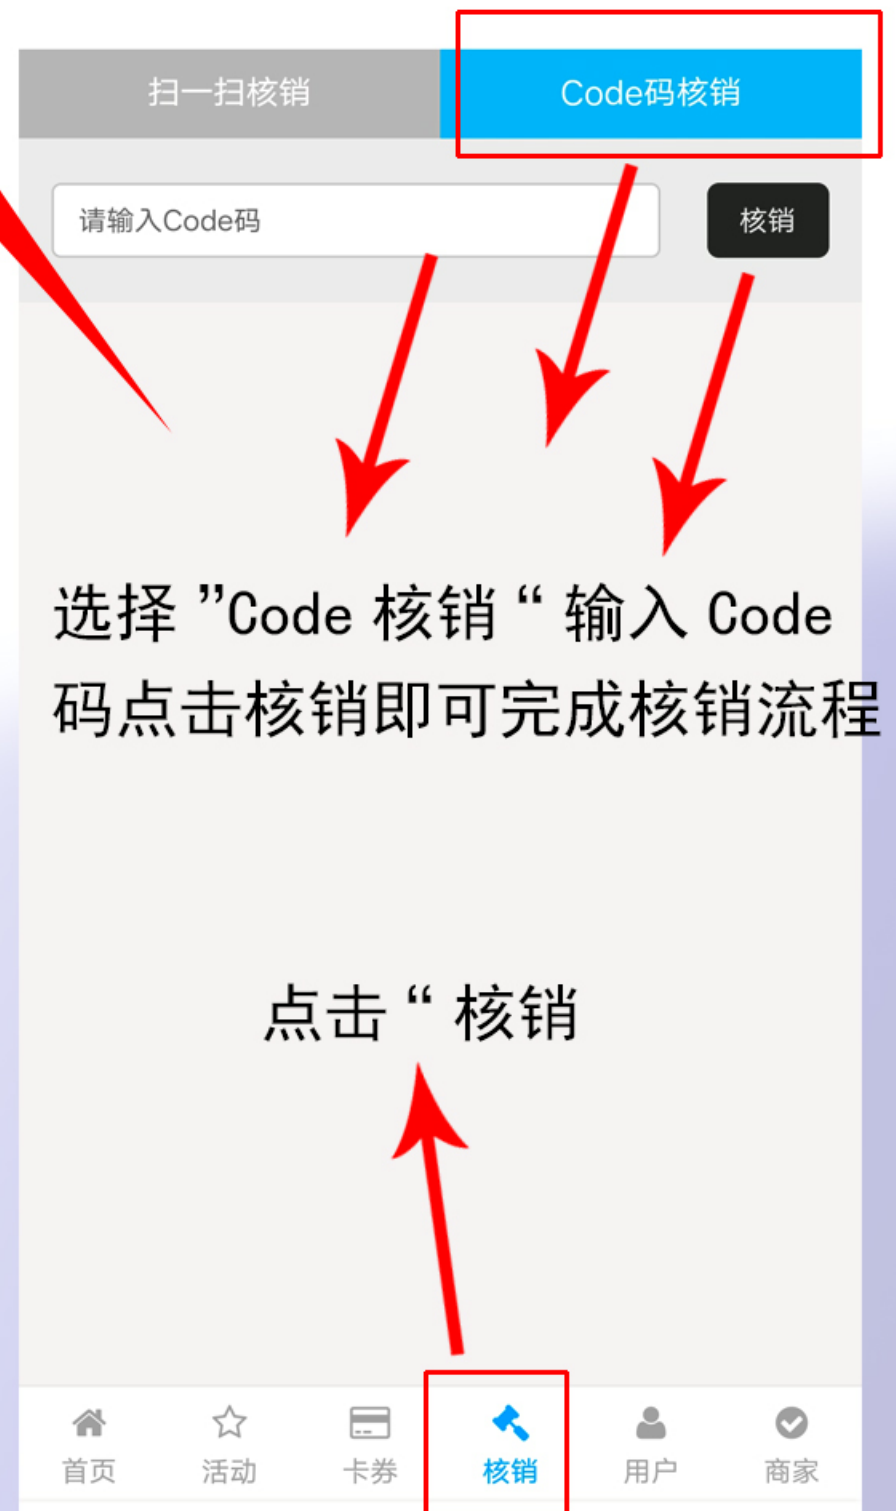 扫一扫核销
Code码核销
请输入Code码
核销
选择”Code 核销“输入 Code
码点击核销即可完成核销流程
点击“核销
首页
活动
卡券
核销
用户
商家